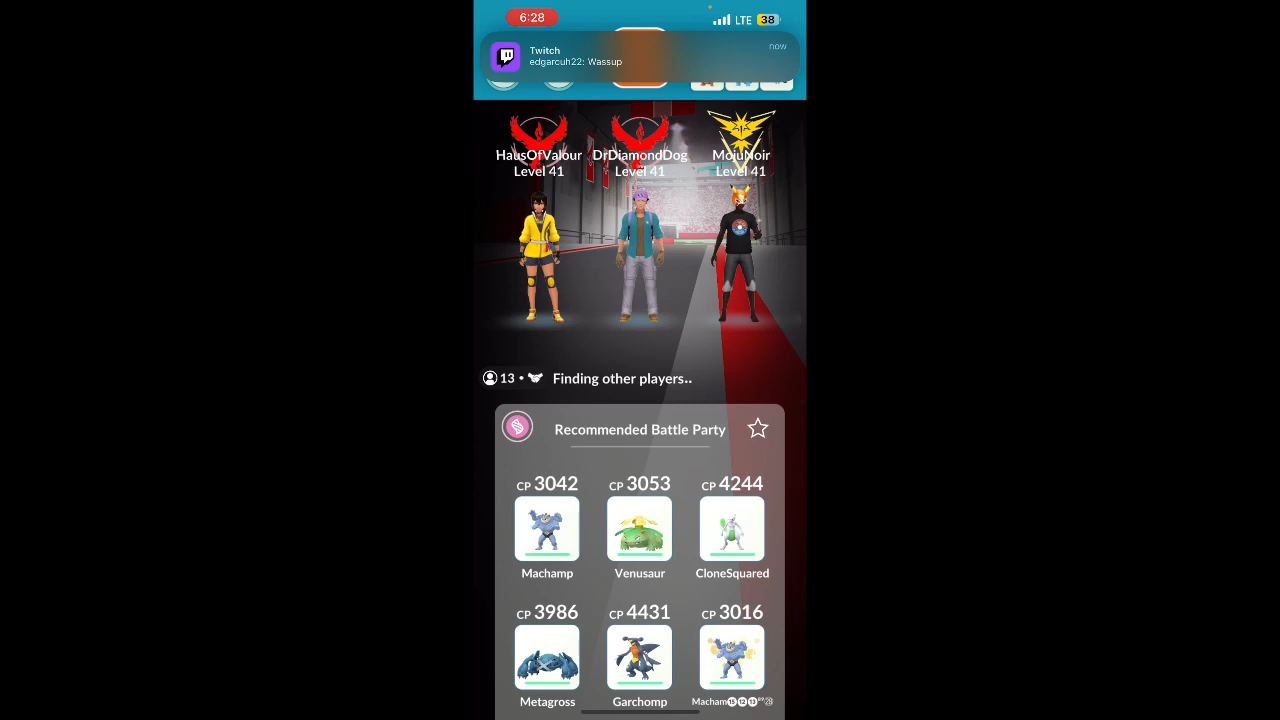 6:28
LTE 38
Twitch
now
edgarcuh22: Wassup
HausOfValour
Level 41
DrDiamondDog
Level 41
MojuNoir
Level 41
13 • Finding other players..
Recommended Battle Party
CP 3042
CP 3053
CP 4244
Machamp
Venusaur
CloneSquared
CP 3986
CP 4431
CP 3016
Metagross
Garchomp
Macham⓯⓬⓭